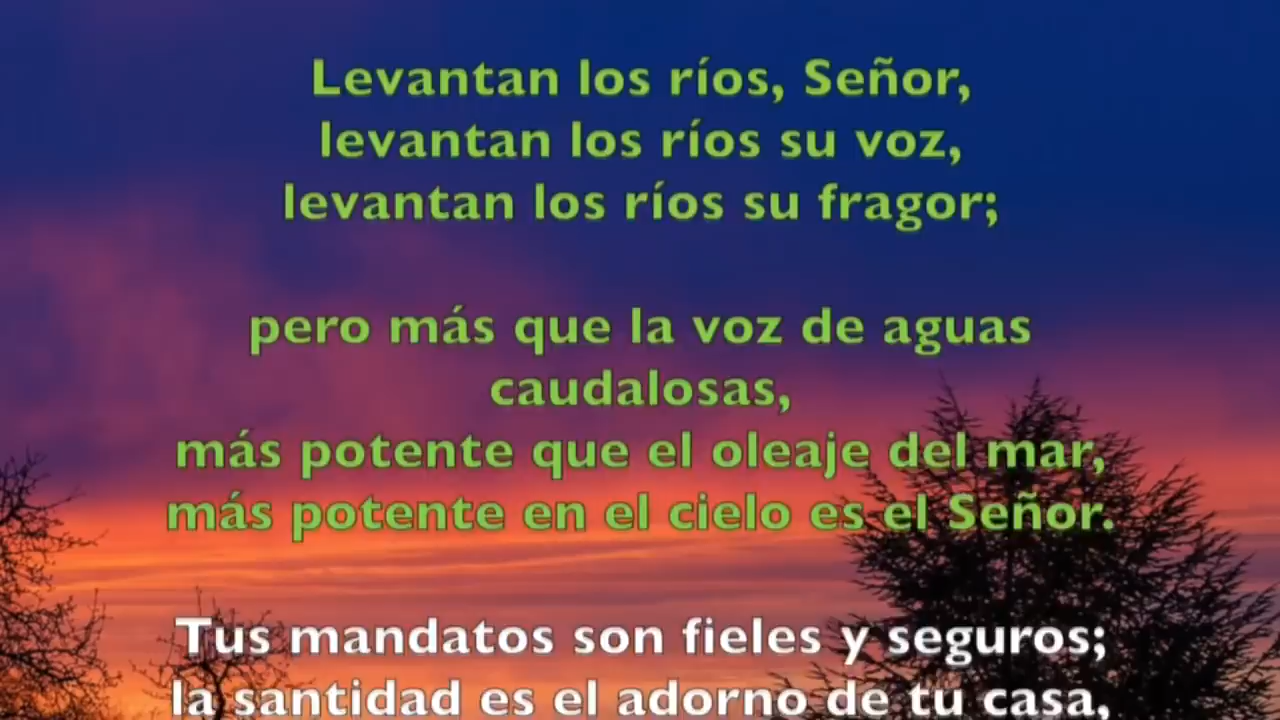 Levantan los ríos, Señor,
levantan los ríos su voz,
levantan los ríos su fragor;
pero más que la voz de aguas
caudalosas,
más potente que el oleaje del mar,
más potente en el cielo es el Señor.
Tus mandatos son fieles y seguros;
la santidad es el adorno de tu casa,